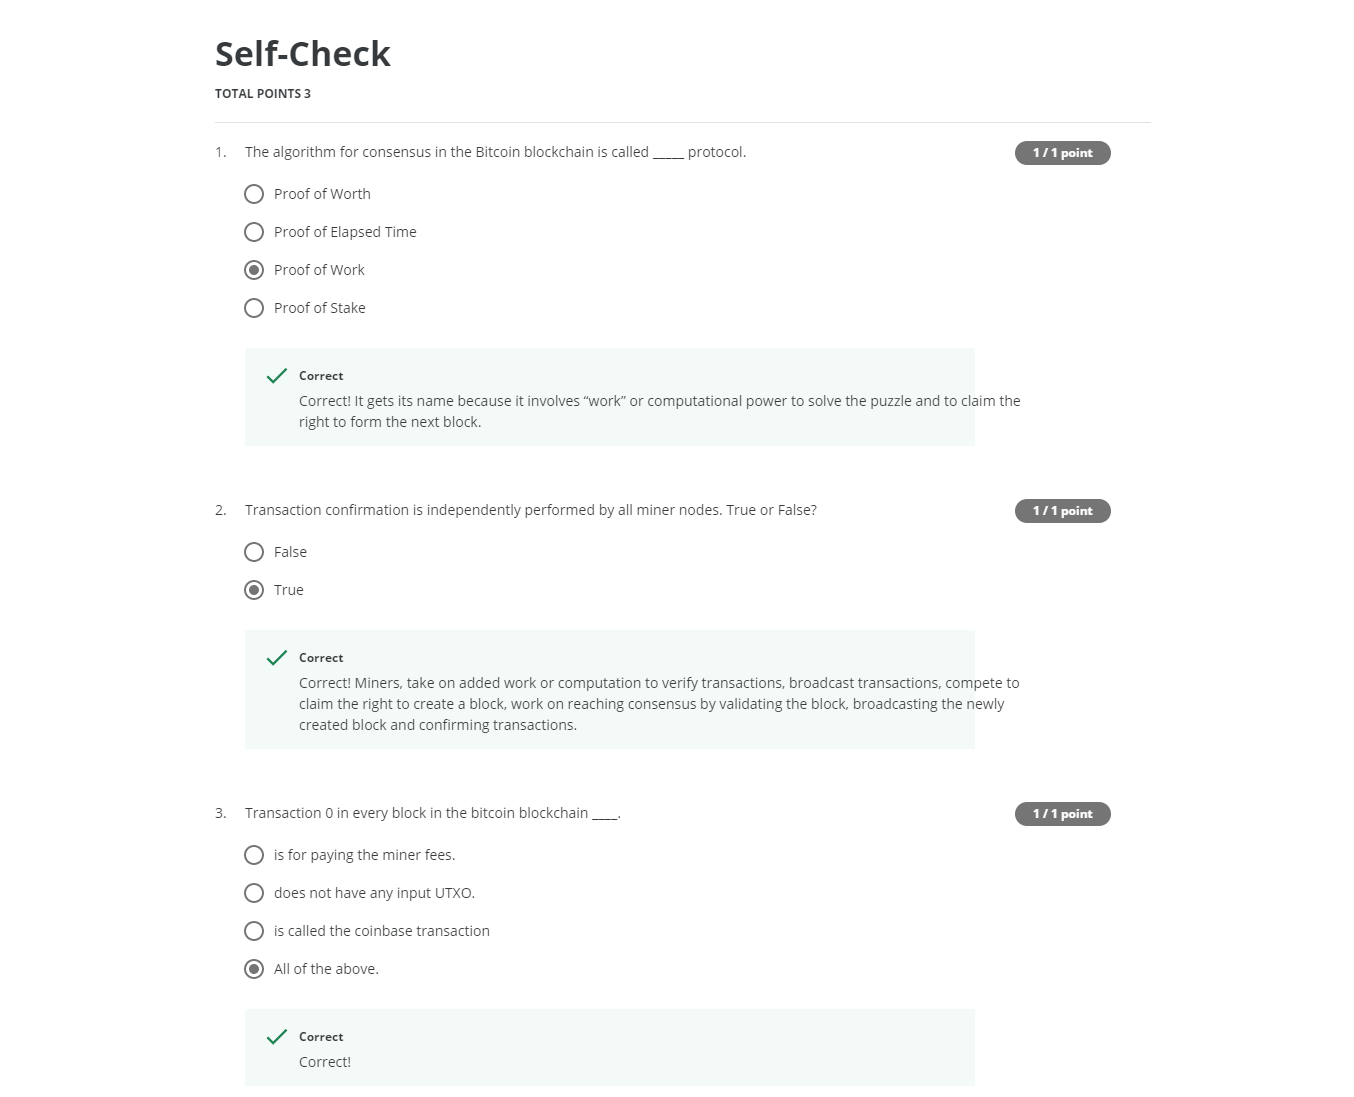 Self-Check
TOTAL POINTS 3
1. The algorithm for consensus in the Bitcoin blockchain is called _____ protocol.
1 / 1 point
Proof of Worth
Proof of Elapsed Time
Proof of Work
Proof of Stake
Correct
Correct! It gets its name because it involves “work” or computational power to solve the puzzle and to claim the
right to form the next block.
2. Transaction confirmation is independently performed by all miner nodes. True or False?
1 / 1 point
False
True
Correct
Correct! Miners, take on added work or computation to verify transactions, broadcast transactions, compete to
claim the right to create a block, work on reaching consensus by validating the block, broadcasting the newly
created block and confirming transactions.
3. Transaction 0 in every block in the bitcoin blockchain ____.
1 / 1 point
is for paying the miner fees.
does not have any input UTXO.
is called the coinbase transaction
All of the above.
Correct
Correct!